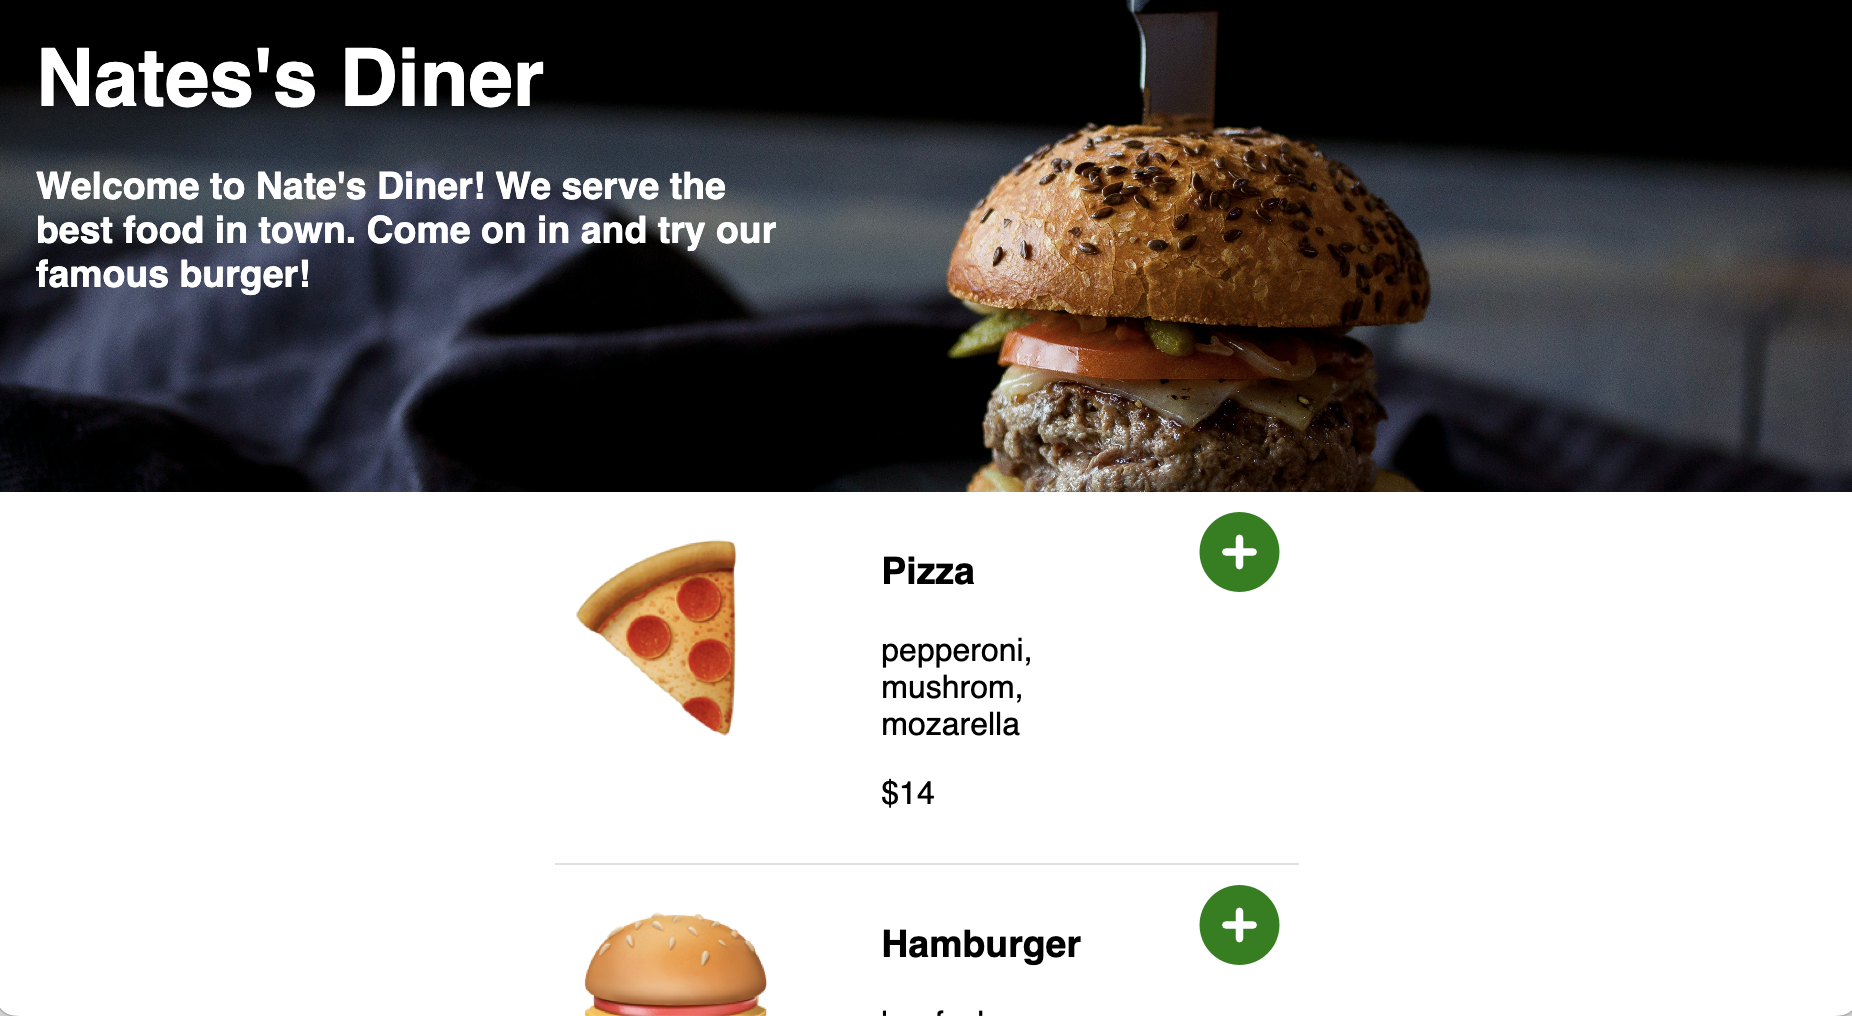 Nates's Diner
Welcome to Nate's Diner! We serve the
best food in town. Come on in and try our
famous burger!
Pizza
pepperoni,
mushrom,
mozarella
$14
Hamburger